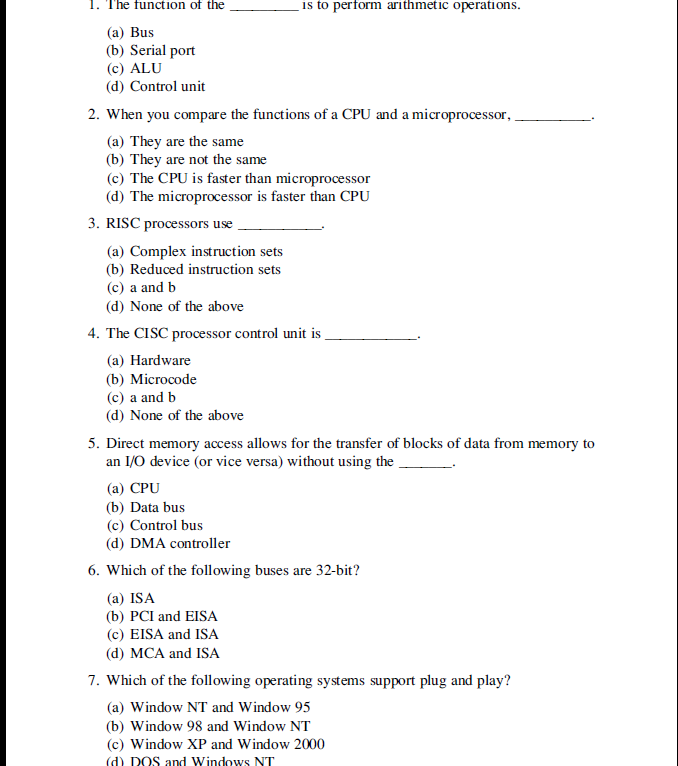 1. The function of the __________ is to perform arithmetic operations.
(a) Bus
(b) Serial port
(c) ALU
(d) Control unit
2. When you compare the functions of a CPU and a microprocessor, ___________.
(a) They are the same
(b) They are not the same
(c) The CPU is faster than microprocessor
(d) The microprocessor is faster than CPU
3. RISC processors use ____________.
(a) Complex instruction sets
(b) Reduced instruction sets
(c) a and b
(d) None of the above
4. The CISC processor control unit is _____________.
(a) Hardware
(b) Microcode
(c) a and b
(d) None of the above
5. Direct memory access allows for the transfer of blocks of data from memory to
an I/O device (or vice versa) without using the ________.
(a) CPU
(b) Data bus
(c) Control bus
(d) DMA controller
6. Which of the following buses are 32-bit?
(a) ISA
(b) PCI and EISA
(c) EISA and ISA
(d) MCA and ISA
7. Which of the following operating systems support plug and play?
(a) Window NT and Window 95
(b) Window 98 and Window NT
(c) Window XP and Window 2000
(d) DOS and Windows NT